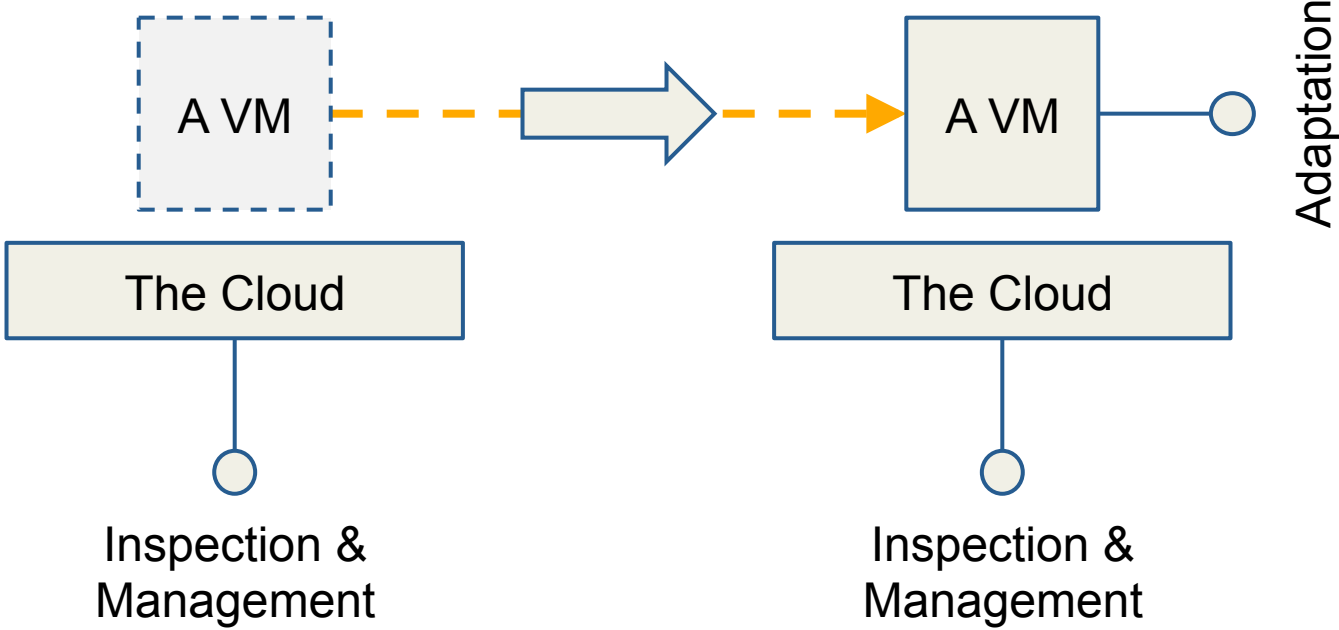 A VM
A VM
Adaptation
The Cloud
The Cloud
Inspection &
Management
Inspection &
Management